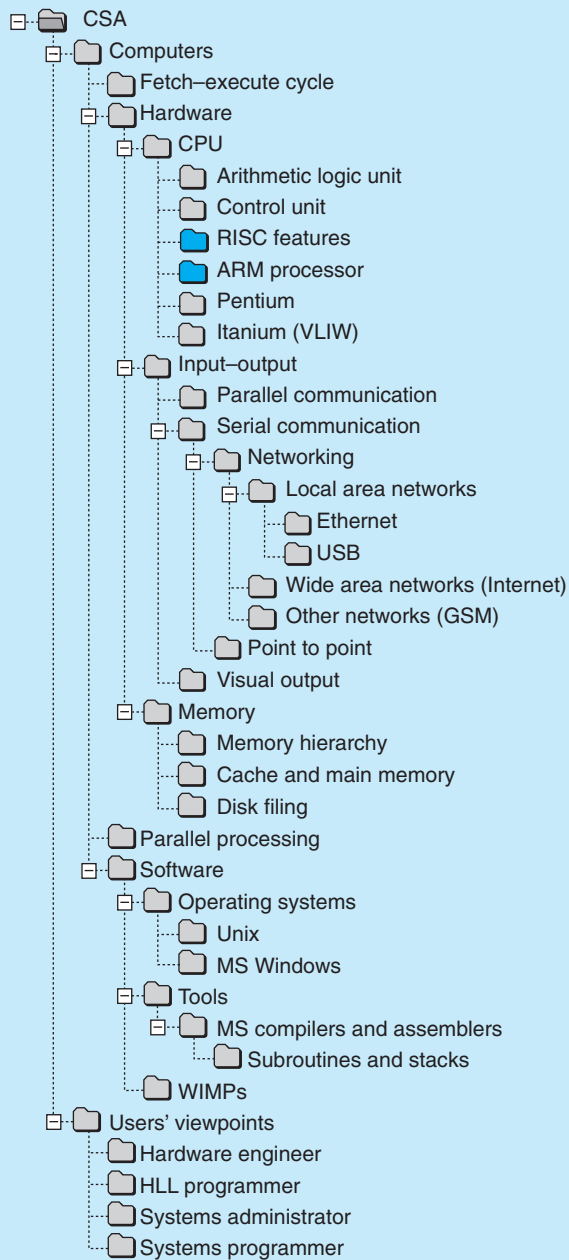 CSA
Computers
Fetch–execute cycle
Hardware
CPU
Arithmetic logic unit
Control unit
RISC features
ARM processor
Pentium
Itanium (VLIW)
Input–output
Parallel communication
Serial communication
Networking
Local area networks
Ethernet
USB
Wide area networks (Internet)
Other networks (GSM)
Point to point
Visual output
Memory
Memory hierarchy
Cache and main memory
Disk filing
Parallel processing
Software
Operating systems
Unix
MS Windows
Tools
MS compilers and assemblers
Subroutines and stacks
WIMPs
Users’ viewpoints
Hardware engineer
HLL programmer
Systems administrator
Systems programmer